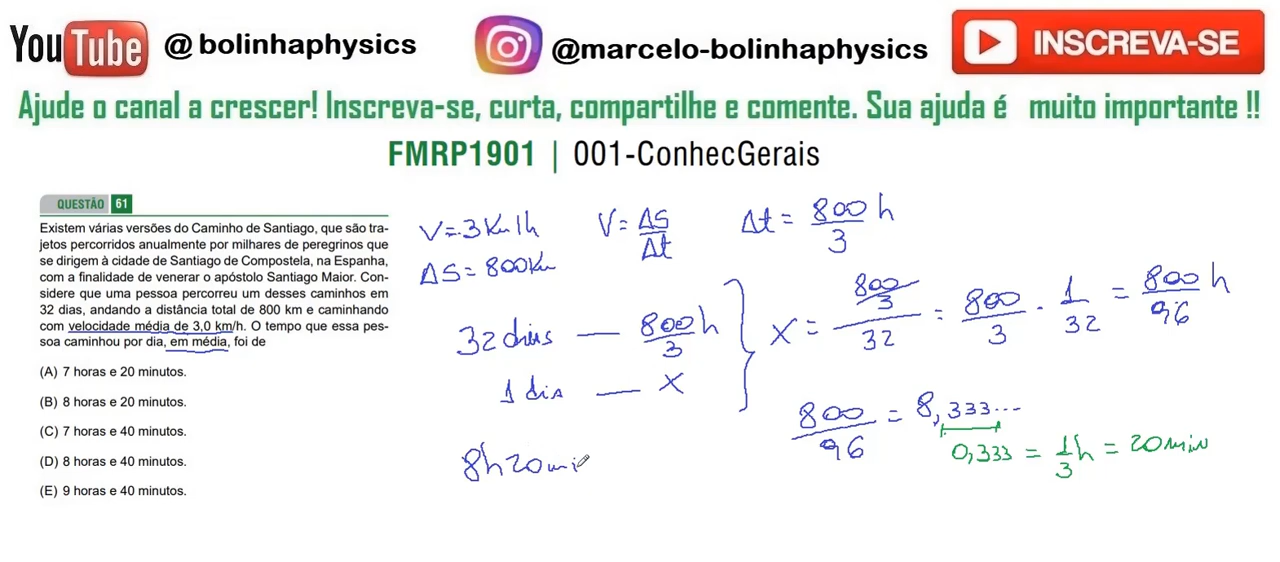 YouTube @bolinhaphysics @marcelo-bolinhaphysics INSCREVA-SE
Ajude o canal a crescer! Inscreva-se, curta, compartilhe e comente. Sua ajuda é muito importante !!
FMRP1901 | 001-ConhecGerais
QUESTÃO 61
Existem várias versões do Caminho de Santiago, que são tra-
jetos percorridos anualmente por milhares de peregrinos que
se dirigem à cidade de Santiago de Compostela, na Espanha,
com a finalidade de venerar o apóstolo Santiago Maior. Con-
sidere que uma pessoa percorreu um desses caminhos em
32 dias, andando a distância total de 800 km e caminhando
com velocidade média de 3,0 km/h. O tempo que essa pes-
soa caminhou por dia, em média, foi de
(A) 7 horas e 20 minutos.
(B) 8 horas e 20 minutos.
(C) 7 horas e 40 minutos.
(D) 8 horas e 40 minutos.
(E) 9 horas e 40 minutos.
V=3Km/h V=ΔS/Δt Δt=800/3 h
ΔS=800Km
32 dias — 800/3 h
1 dia — X
X = (800/3)/32 = 800/3 · 1/32 = 800/96 h
800/96 = 8,333...
0,333 = 1/3 h = 20min
8h20mi